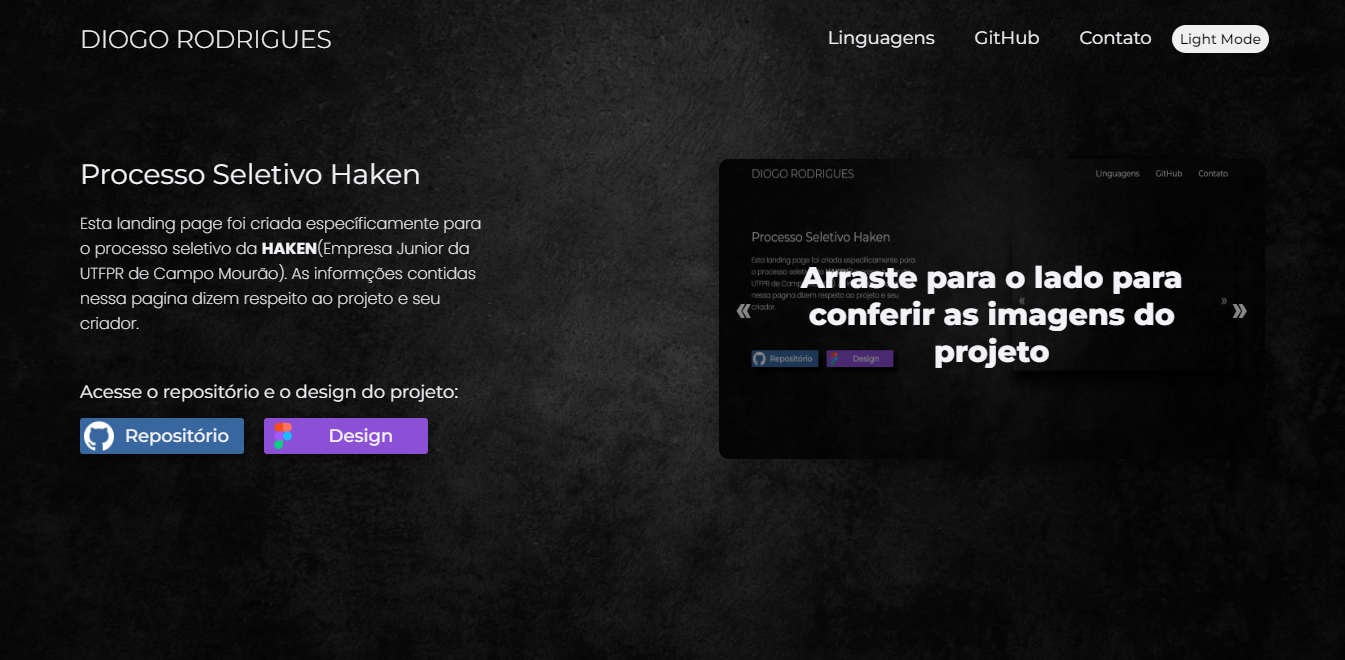 DIOGO RODRIGUES
Linguagens
GitHub
Contato
Light Mode
Processo Seletivo Haken
Esta landing page foi criada específicamente para
o processo seletivo da HAKEN(Empresa Junior da
UTFPR de Campo Mourão). As informções contidas
nessa pagina dizem respeito ao projeto e seu
criador.
Acesse o repositório e o design do projeto:
Repositório
Design
DIOGO RODRIGUES
Linguagens
GitHub
Contato
Processo Seletivo Haken
Esta landing page foi criada específicamente para
o processo
UTFPR de
nessa pagina dizem respeito ao projeto e seu
criador.
Repositório
Design
«
Arraste para o lado para
conferir as imagens do
projeto
»